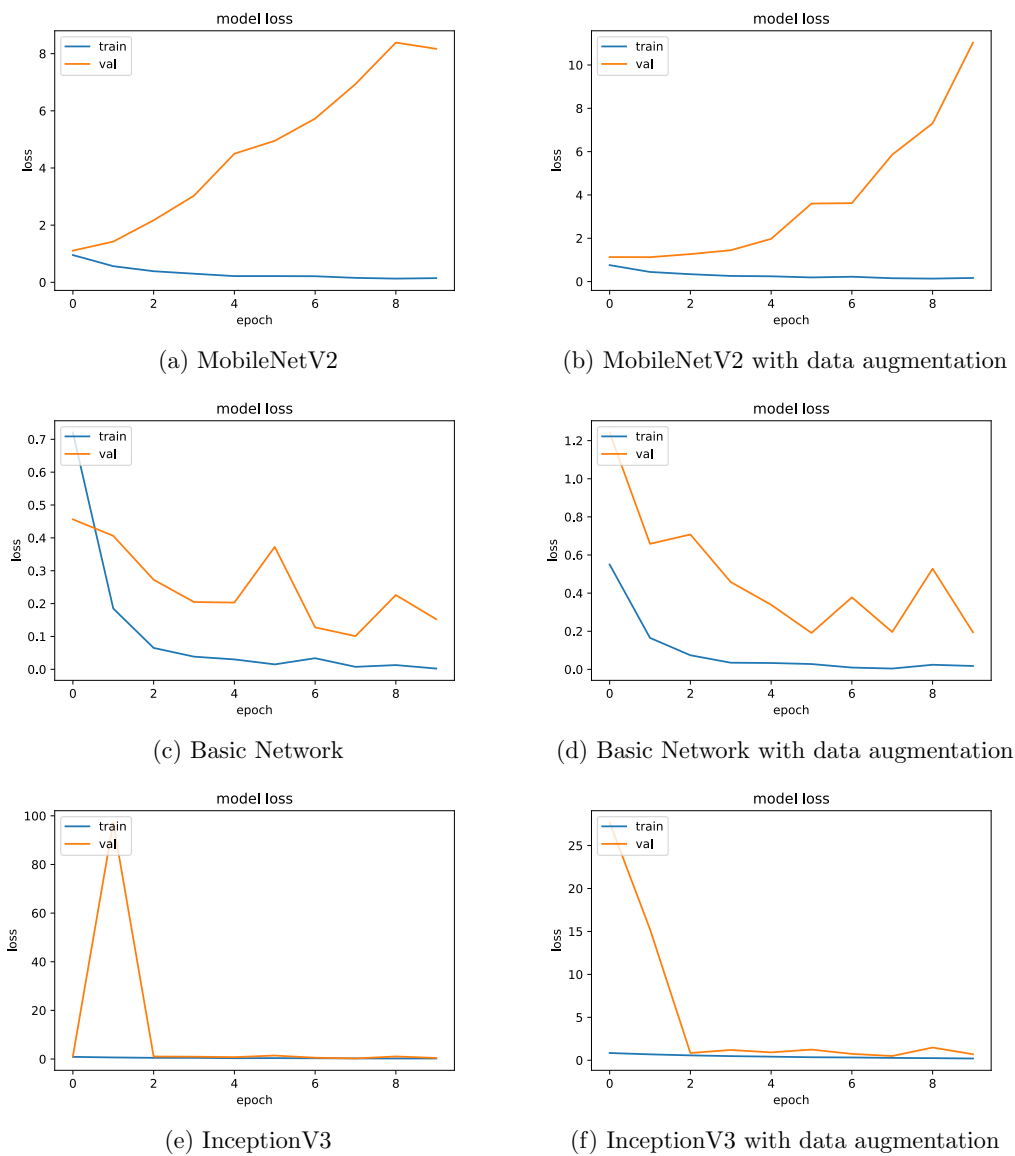 model loss
train
val
8
6
4
2
0
loss
0 2 4 6 8
epoch
(a) MobileNetV2
model loss
train
val
10
8
6
4
2
0
loss
0 2 4 6 8
epoch
(b) MobileNetV2 with data augmentation
model loss
train
val
0.7
0.6
0.5
0.4
0.3
0.2
0.1
0.0
loss
0 2 4 6 8
epoch
(c) Basic Network
model loss
train
val
1.2
1.0
0.8
0.6
0.4
0.2
0.0
loss
0 2 4 6 8
epoch
(d) Basic Network with data augmentation
model loss
train
val
100
80
60
40
20
0
loss
0 2 4 6 8
epoch
(e) InceptionV3
model loss
train
val
25
20
15
10
5
0
loss
0 2 4 6 8
epoch
(f) InceptionV3 with data augmentation